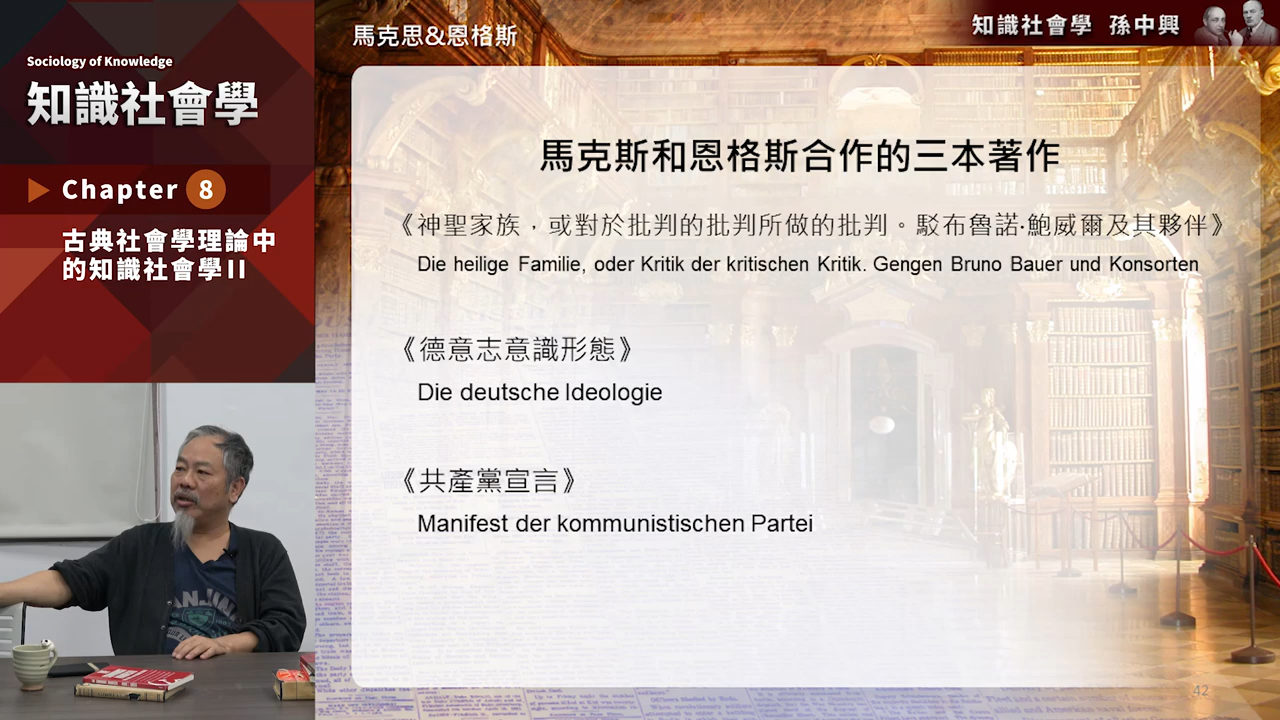 Sociology of Knowledge
知識社會學
Chapter 8
古典社會學理論中
的知識社會學II
馬克思&恩格斯
知識社會學 孫中興
馬克斯和恩格斯合作的三本著作
《神聖家族,或對於批判的批判所做的批判。駁布魯諾·鮑威爾及其夥伴》
Die heilige Familie, oder Kritik der kritischen Kritik. Gengen Bruno Bauer und Konsorten
《德意志意識形態》
Die deutsche Ideologie
《共產黨宣言》
Manifest der kommunistischen Partei
42